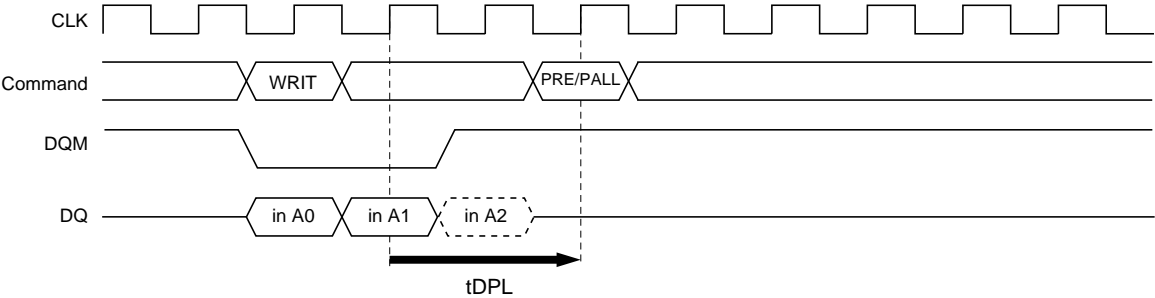 CLK
Command WRIT PRE/PALL
DQM
DQ in A0 in A1 in A2
tDPL